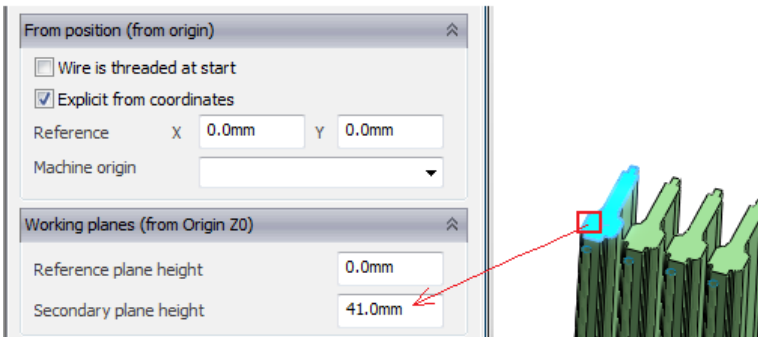 From position (from origin)
Wire is threaded at start
Explicit from coordinates
Reference X 0.0mm Y 0.0mm
Machine origin
Working planes (from Origin Z0)
Reference plane height 0.0mm
Secondary plane height 41.0mm